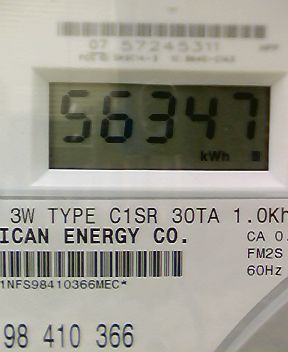 07 57245311
56347
kWh
3W TYPE C1SR 30TA 1.0Kh
ICAN ENERGY CO. CA 0.
FM2S
1NFS98410366MEC* 60Hz
98 410 366